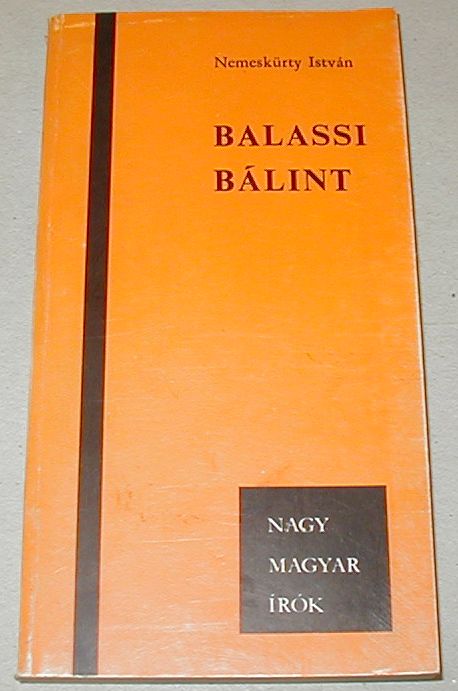 Nemeskürty István
BALASSI
BÁLINT
NAGY
MAGYAR
ÍRÓK